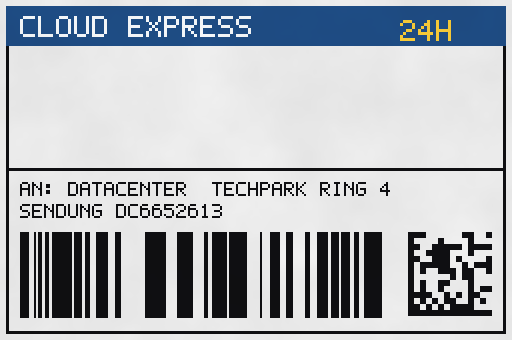 CLOUD EXPRESS 24H
AN: DATACENTER TECHPARK RING 4
SENDUNG DC6652613